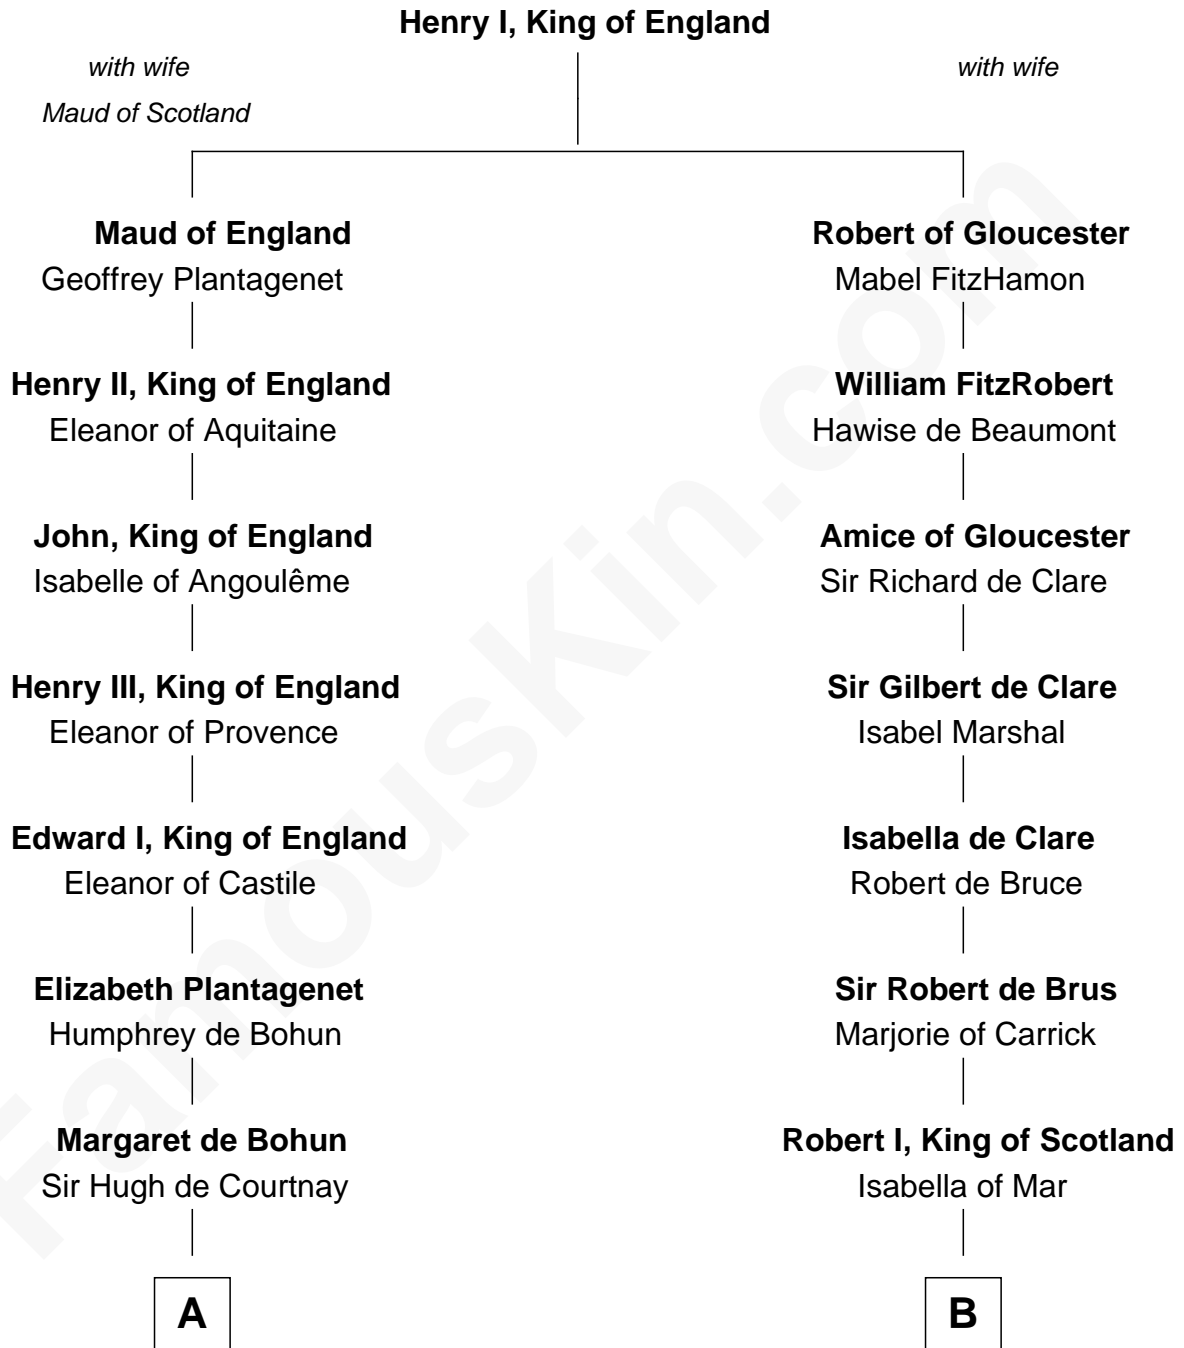 Henry I, King of England
with wife
Maud of Scotland
with wife
Maud of England
Geoffrey Plantagenet
Robert of Gloucester
Mabel FitzHamon
Henry II, King of England
Eleanor of Aquitaine
William FitzRobert
Hawise de Beaumont
John, King of England
Isabelle of Angoulême
Amice of Gloucester
Sir Richard de Clare
Henry III, King of England
Eleanor of Provence
Sir Gilbert de Clare
Isabel Marshal
Edward I, King of England
Eleanor of Castile
Isabella de Clare
Robert de Bruce
Elizabeth Plantagenet
Humphrey de Bohun
Sir Robert de Brus
Marjorie of Carrick
Margaret de Bohun
Sir Hugh de Courtnay
Robert I, King of Scotland
Isabella of Mar
A
B
FamousKin.com